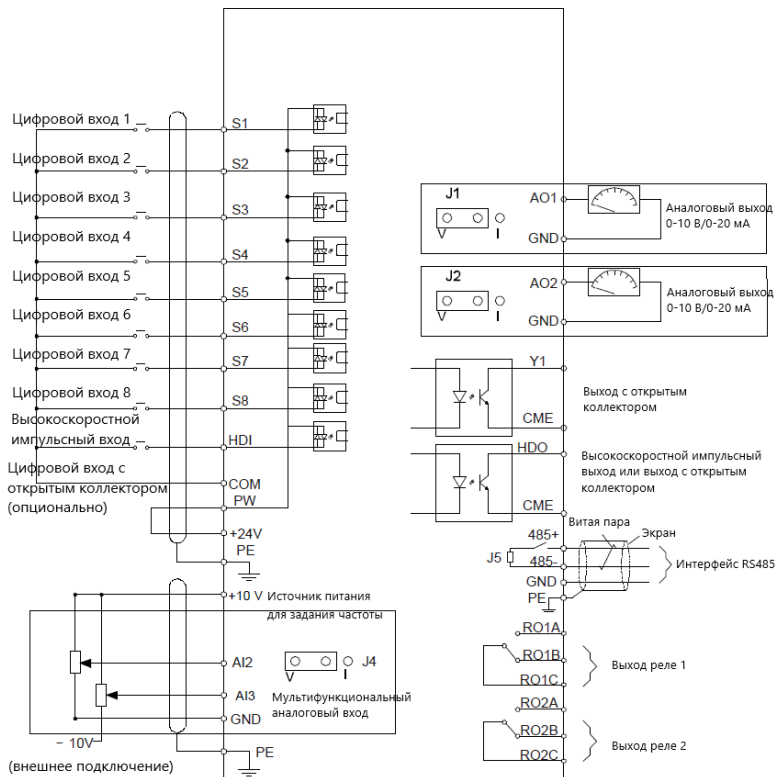 Цифровой вход 1
S1
Цифровой вход 2
S2
Цифровой вход 3
S3
Цифровой вход 4
S4
Цифровой вход 5
S5
Цифровой вход 6
S6
Цифровой вход 7
S7
Цифровой вход 8
S8
Высокоскоростной
импульсный вход
HDI
Цифровой вход с
открытым коллектором
(опционально)
COM
PW
+24V
PE
+10 V
Источник питания
для задания частоты
AI2
V
I
J4
AI3
Мультифункциональный
аналоговый вход
GND
− 10V
PE
(внешнее подключение)
J1
V
I
AO1
GND
Аналоговый выход
0-10 В/0-20 мА
J2
V
I
AO2
GND
Аналоговый выход
0-10 В/0-20 мА
Y1
CME
Выход с открытым
коллектором
HDO
CME
Высокоскоростной импульсный
выход или выход с открытым
коллектором
Витая пара
Экран
485+
J5
485-
GND
PE
Интерфейс RS485
RO1A
RO1B
RO1C
Выход реле 1
RO2A
RO2B
RO2C
Выход реле 2